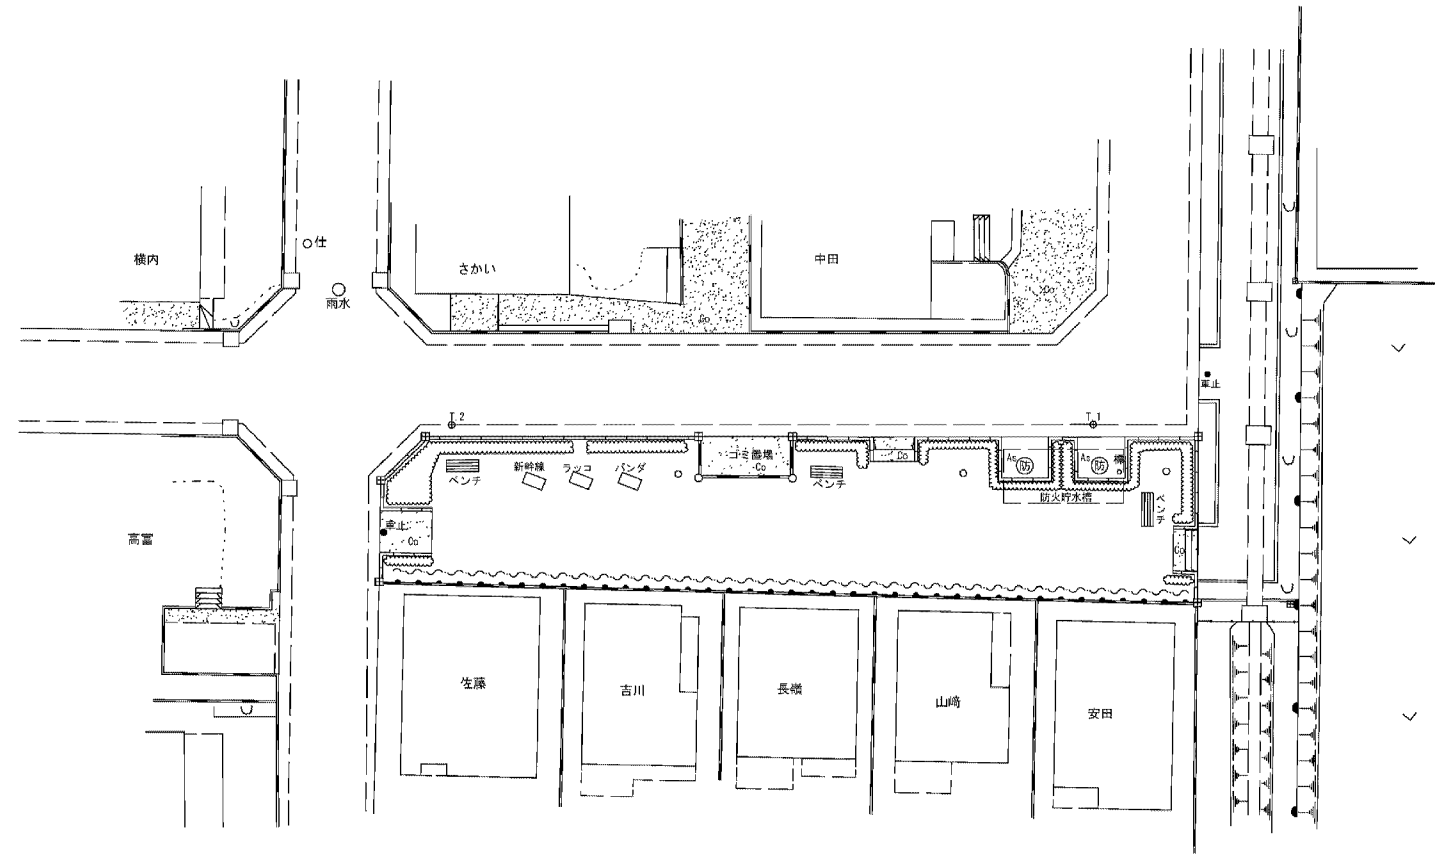 仕
横内
さかい
中田
雨水
Co
Co
車止
T.2
T.1
ゴミ置場
Co
Co
As
防
As
防
標
新幹線
ラッコ
パンダ
ベンチ
ベンチ
防火貯水槽
ベンチ
車止
Co
Co
高富
佐藤
吉川
長嶺
山崎
安田